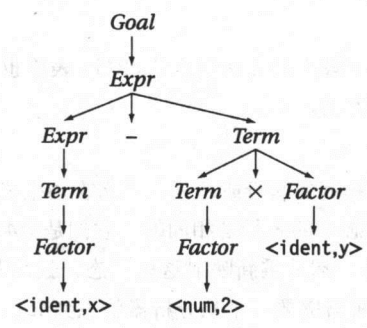 Goal
Expr
Expr - Term
Term Term × Factor
Factor Factor <ident,y>
<ident,x> <num,2>